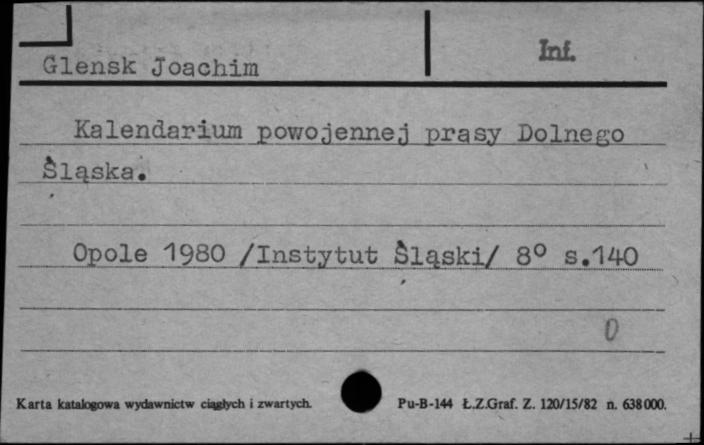 Glensk Joachim
Inf.
Kalendarium powojennej prasy Dolnego
Śląska.
Opole 1980 /Instytut Śląski/ 8° s.140
0
Karta katalogowa wydawnictw ciągłych i zwartych.
Pu-B-144 Ł.Z.Graf. Z. 120/15/82 n. 638000.